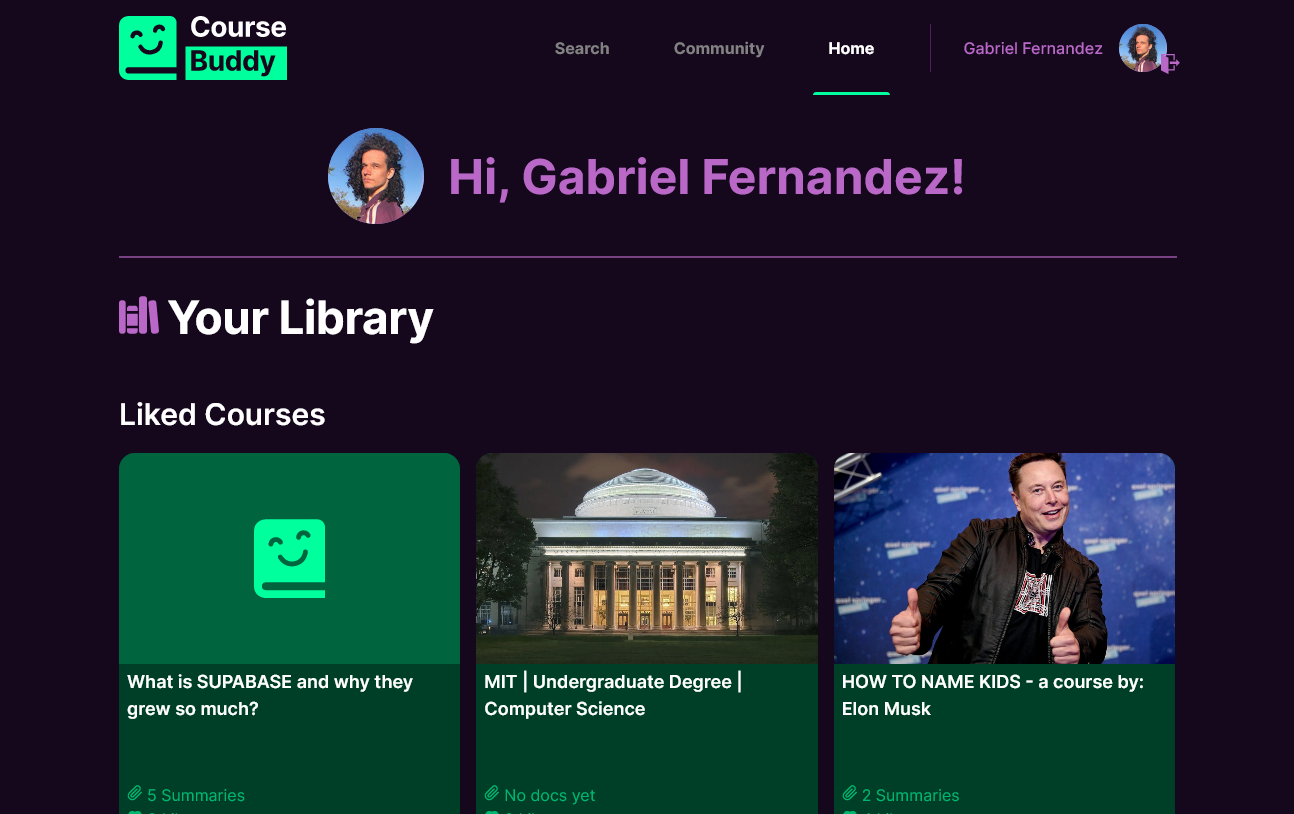 Course
Buddy
Search
Community
Home
Gabriel Fernandez
Hi, Gabriel Fernandez!
Your Library
Liked Courses
What is SUPABASE and why they
grew so much?
MIT | Undergraduate Degree |
Computer Science
HOW TO NAME KIDS - a course by:
Elon Musk
5 Summaries
No docs yet
2 Summaries